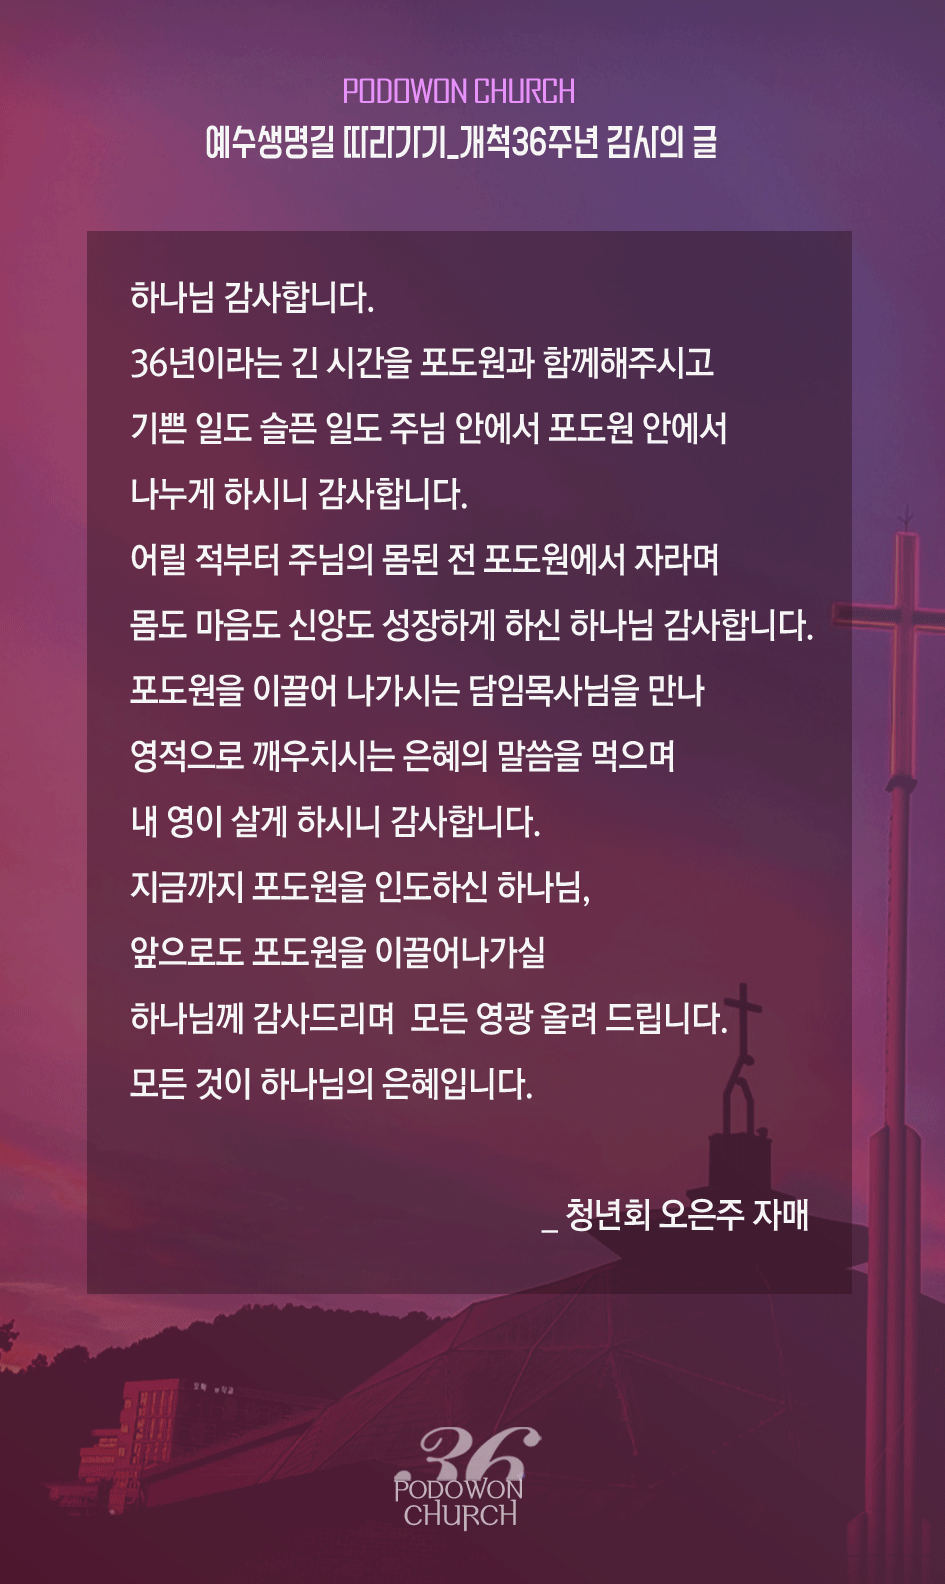 PODOWON CHURCH
예수생명길 따라가기_개척36주년 감사의 글
하나님 감사합니다.
36년이라는 긴 시간을 포도원과 함께해주시고
기쁜 일도 슬픈 일도 주님 안에서 포도원 안에서
나누게 하시니 감사합니다.
어릴 적부터 주님의 몸된 전 포도원에서 자라며
몸도 마음도 신앙도 성장하게 하신 하나님 감사합니다.
포도원을 이끌어 나가시는 담임목사님을 만나
영적으로 깨우치시는 은혜의 말씀을 먹으며
내 영이 살게 하시니 감사합니다.
지금까지 포도원을 인도하신 하나님,
앞으로도 포도원을 이끌어나가실
하나님께 감사드리며  모든 영광 올려 드립니다.
모든 것이 하나님의 은혜입니다.
_ 청년회 오은주 자매
36
PODOWON
CHURCH